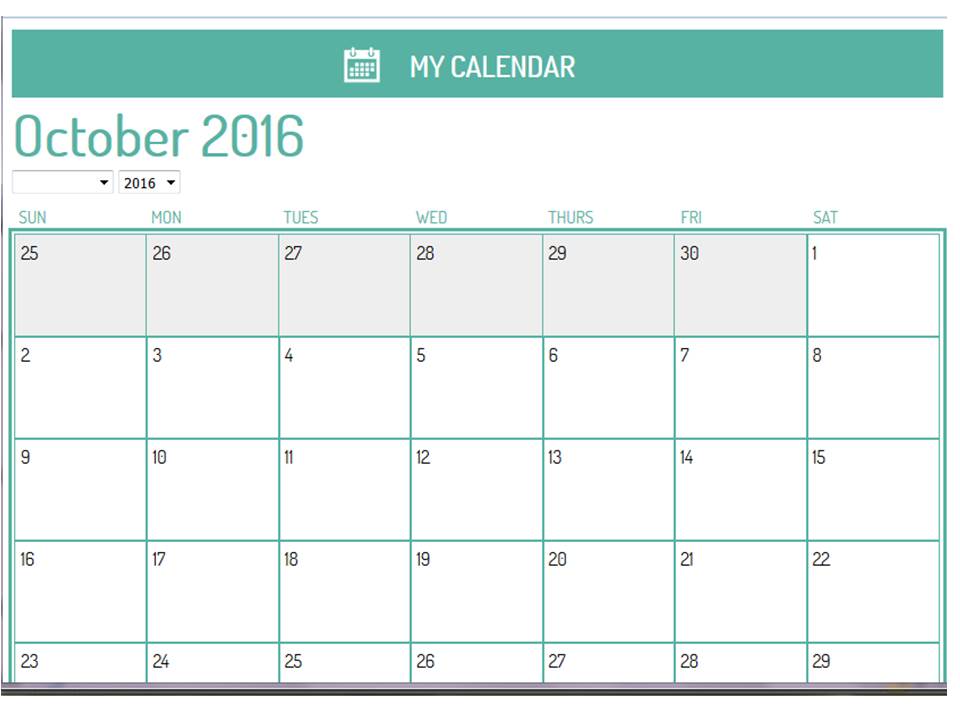 MY CALENDAR
October 2016
2016
SUN MON TUES WED THURS FRI SAT
25 26 27 28 29 30 1
2 3 4 5 6 7 8
9 10 11 12 13 14 15
16 17 18 19 20 21 22
23 24 25 26 27 28 29